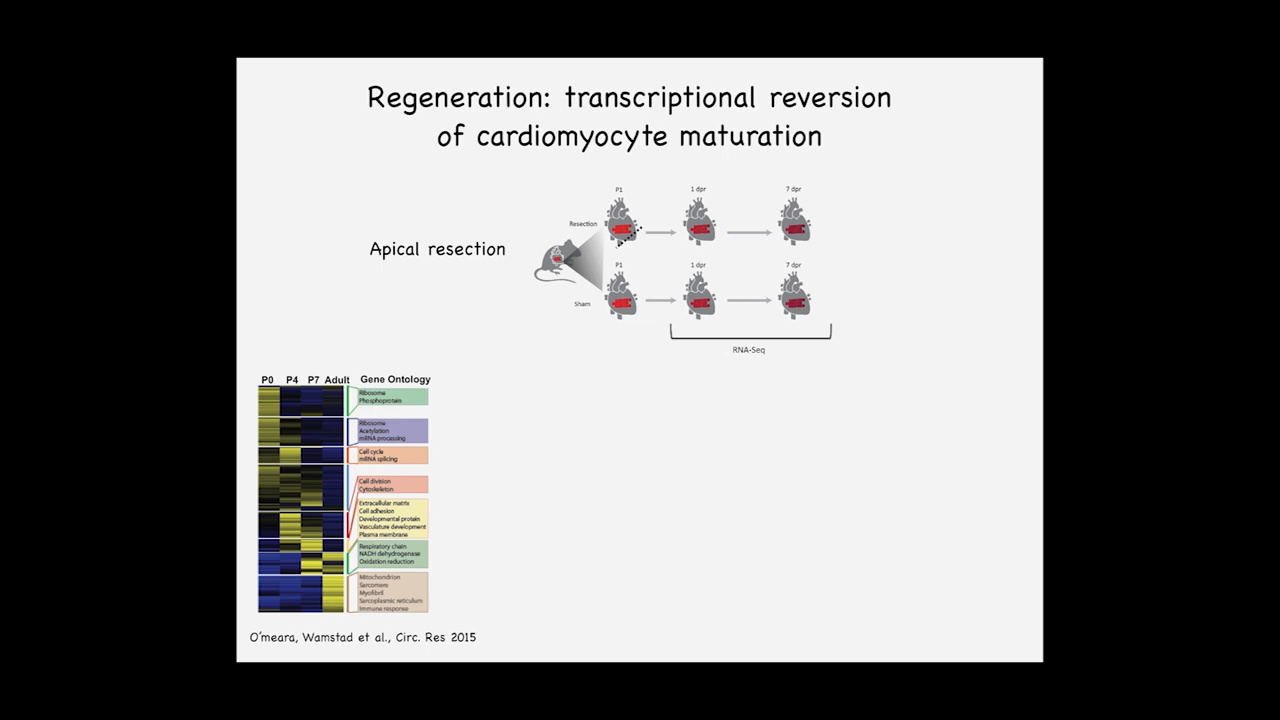 Regeneration: transcriptional reversion
of cardiomyocyte maturation
Apical resection
P1
1 dpr
7 dpr
Resection
P1
1 dpr
7 dpr
Sham
RNA-Seq
P0 P4 P7 Adult Gene Ontology
Ribosome
Phosphoprotein
Ribosome
Acetylation
mRNA processing
Cell cycle
mRNA splicing
Cell division
Cytoskeleton
Extracellular matrix
Cell adhesion
Developmental protein
Vasculature development
Plasma membrane
Respiratory chain
NADH dehydrogenase
Oxidation reduction
Mitochondrion
Sarcomere
Myofibril
Sarcoplasmic reticulum
Immune response
O'meara, Wamstad et al., Circ. Res 2015